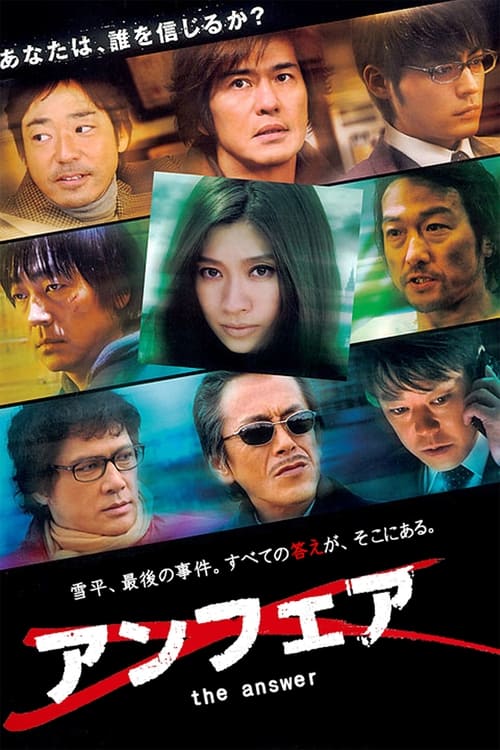 あなたは、誰を信じるか?
雪平、最後の事件。すべての答えが、そこにある。
アンフェア
the answer